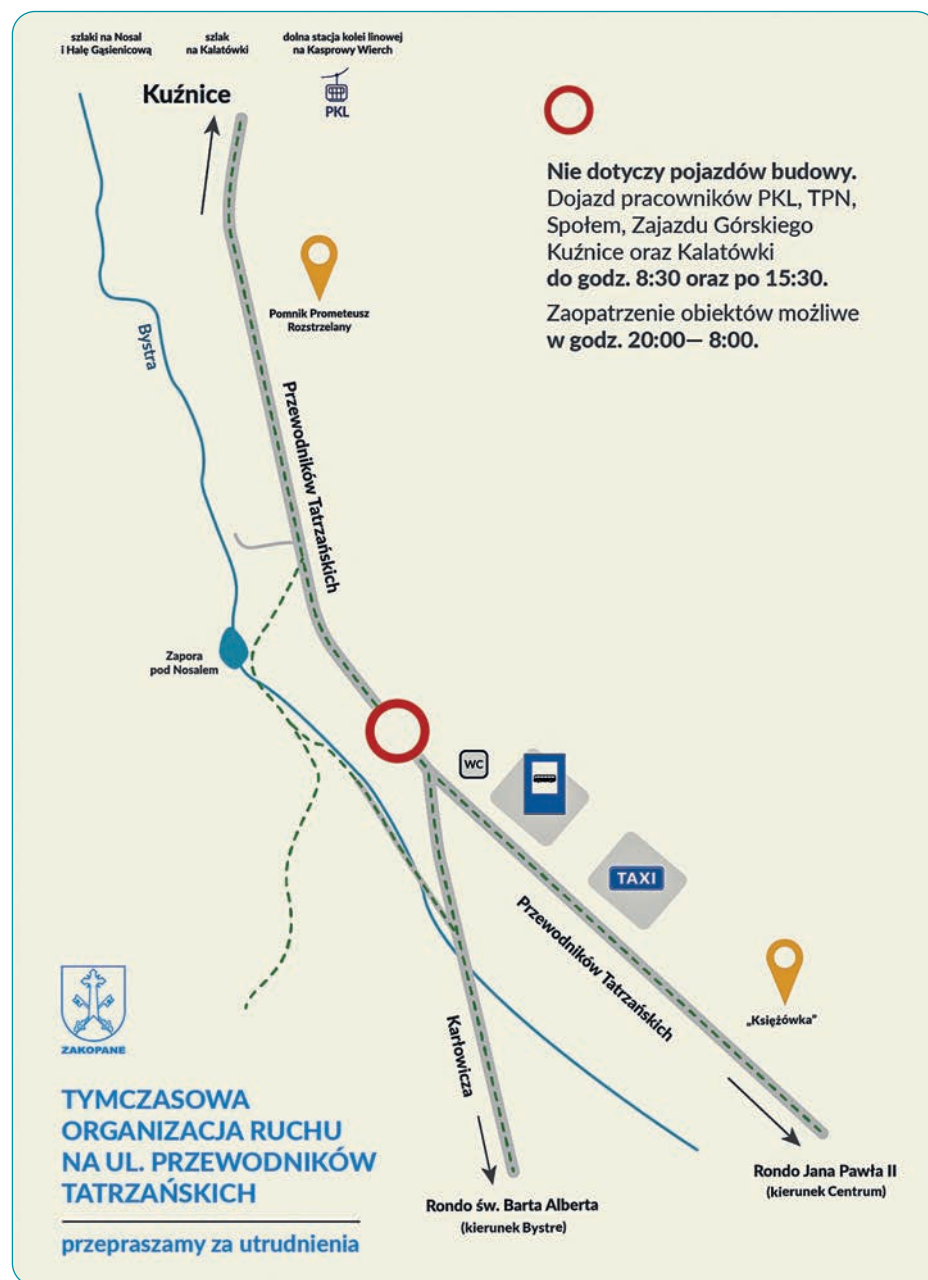 szlaki na Nosal
i Halę Gąsienicową
szlak
na Kalatówki
dolna stacja kolei linowej
na Kasprowy Wierch
Kuźnice
PKL
Nie dotyczy pojazdów budowy.
Dojazd pracowników PKL, TPN,
Społem, Zajazdu Górskiego
Kuźnice oraz Kalatówki
do godz. 8:30 oraz po 15:30.
Zaopatrzenie obiektów możliwe
w godz. 20:00— 8:00.
Pomnik Prometeusz
Rozstrzelany
Bystra
Przewodników Tatrzańskich
Zapora
pod Nosalem
WC
TAXI
Przewodników Tatrzańskich
„Księżówka”
Karłowicza
ZAKOPANE
TYMCZASOWA
ORGANIZACJA RUCHU
NA UL. PRZEWODNIKÓW
TATRZAŃSKICH
przepraszamy za utrudnienia
Rondo św. Barta Alberta
(kierunek Bystre)
Rondo Jana Pawła II
(kierunek Centrum)